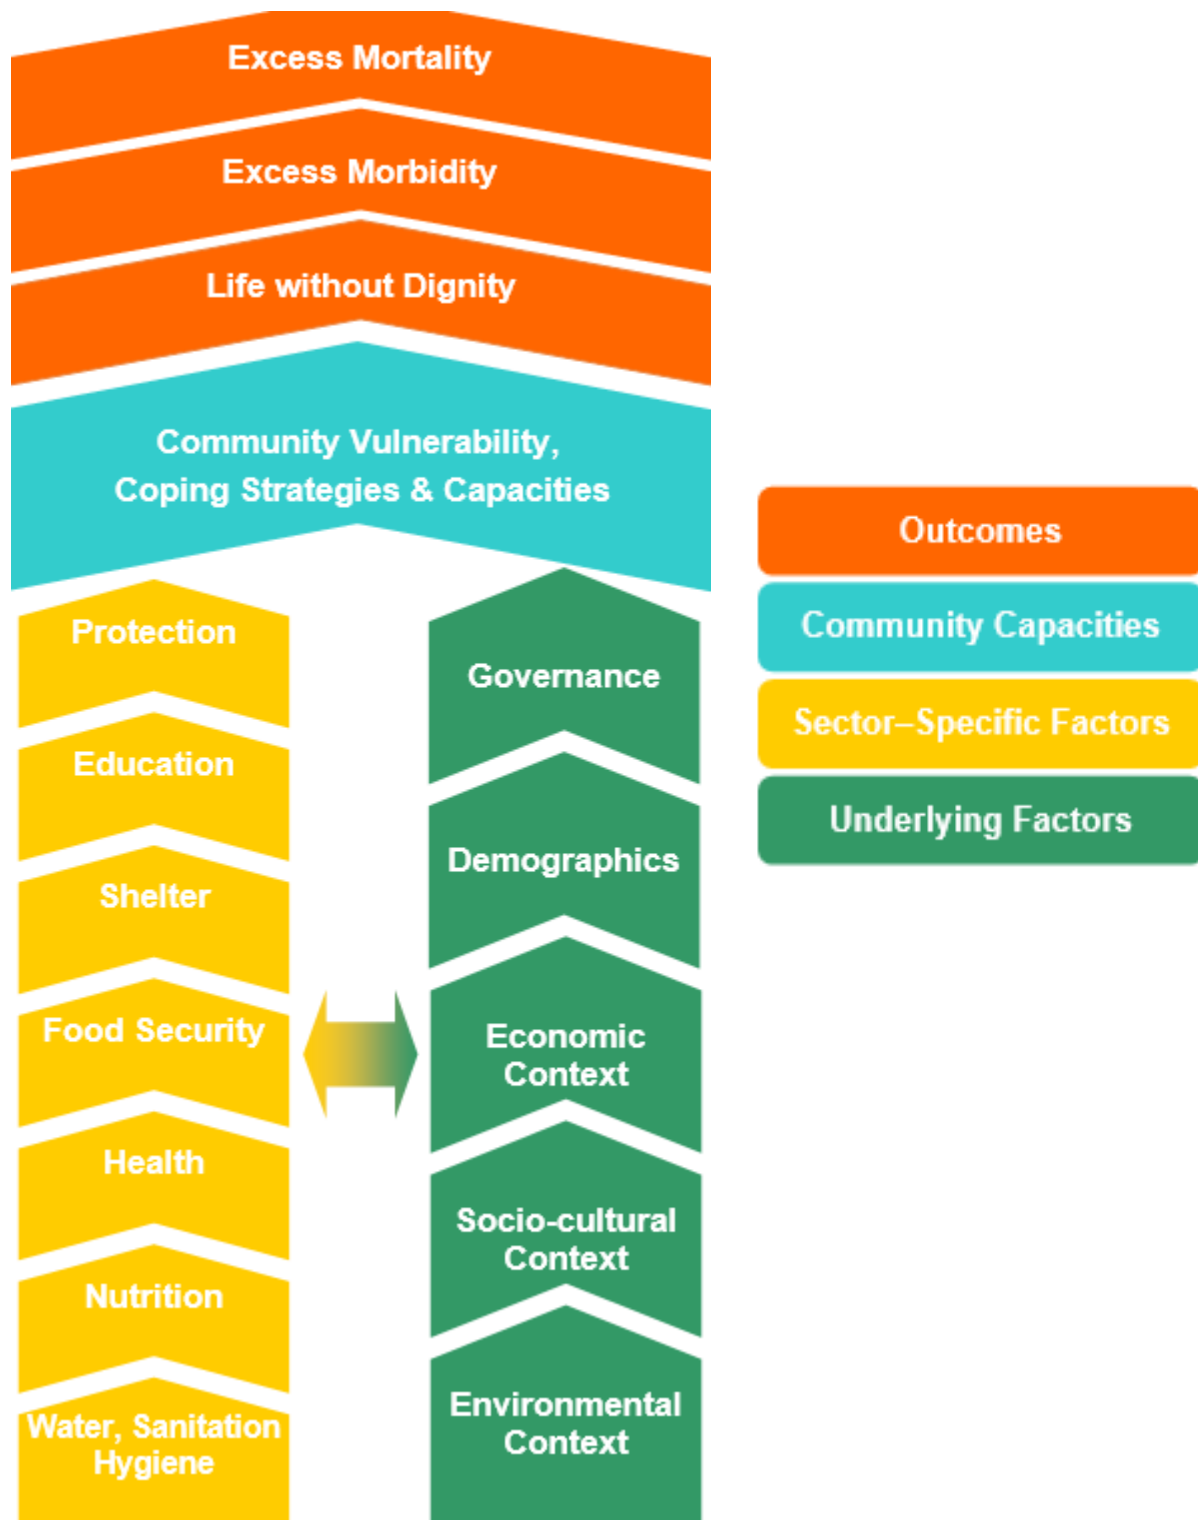 Excess Mortality
Excess Morbidity
Life without Dignity
Community Vulnerability,
Coping Strategies & Capacities
Protection
Education
Shelter
Food Security
Health
Nutrition
Water, Sanitation
Hygiene
Governance
Demographics
Economic
Context
Socio-cultural
Context
Environmental
Context
Outcomes
Community Capacities
Sector–Specific Factors
Underlying Factors